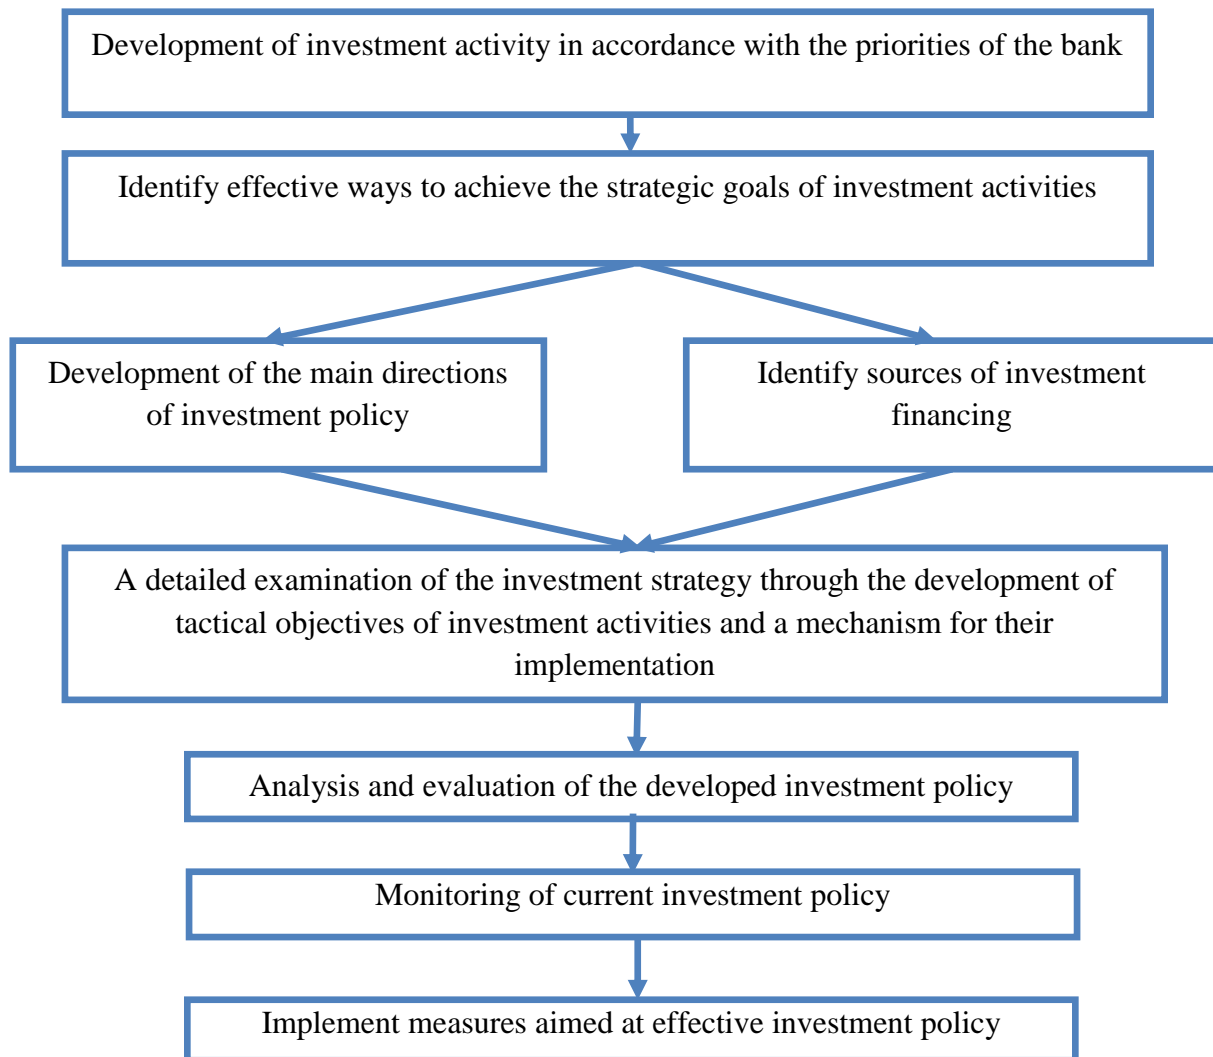 Development of investment activity in accordance with the priorities of the bank
Identify effective ways to achieve the strategic goals of investment activities
Development of the main directions
of investment policy
Identify sources of investment
financing
A detailed examination of the investment strategy through the development of
tactical objectives of investment activities and a mechanism for their
implementation
Analysis and evaluation of the developed investment policy
Monitoring of current investment policy
Implement measures aimed at effective investment policy